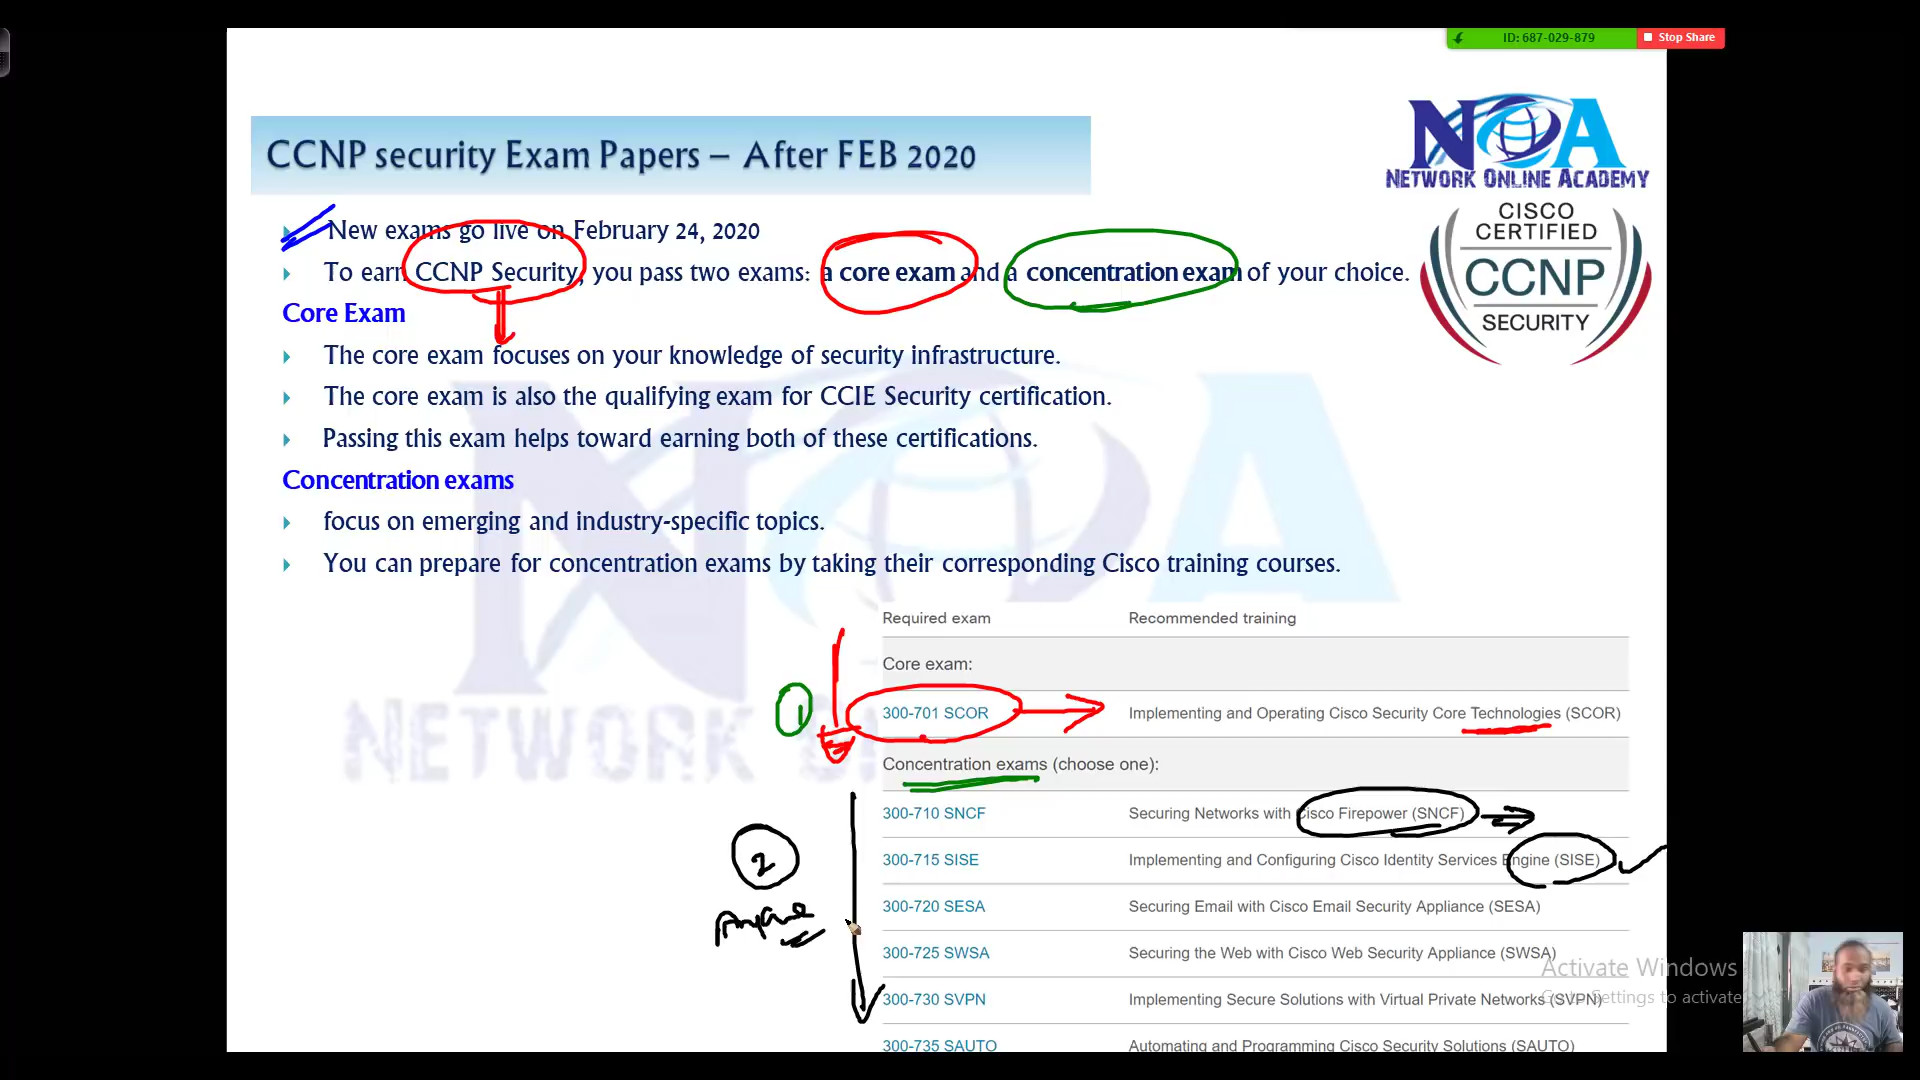 ID: 687-029-879
Stop Share
NOA
NETWORK ONLINE ACADEMY
CCNP security Exam Papers – After FEB 2020
CISCO
CERTIFIED
CCNP
SECURITY
New exams go live on February 24, 2020
To earn CCNP Security, you pass two exams: a core exam and a concentration exam of your choice.
Core Exam
The core exam focuses on your knowledge of security infrastructure.
The core exam is also the qualifying exam for CCIE Security certification.
Passing this exam helps toward earning both of these certifications.
Concentration exams
focus on emerging and industry-specific topics.
You can prepare for concentration exams by taking their corresponding Cisco training courses.
Required exam Recommended training
Core exam:
1
300-701 SCOR Implementing and Operating Cisco Security Core Technologies (SCOR)
Concentration exams (choose one):
300-710 SNCF Securing Networks with Cisco Firepower (SNCF)
2
300-715 SISE Implementing and Configuring Cisco Identity Services Engine (SISE)
300-720 SESA Securing Email with Cisco Email Security Appliance (SESA)
300-725 SWSA Securing the Web with Cisco Web Security Appliance (SWSA)
Activate Windows
300-730 SVPN Implementing Secure Solutions with Virtual Private Networks (SVPN)
Go to Settings to activate
300-735 SAUTO Automating and Programming Cisco Security Solutions (SAUTO)